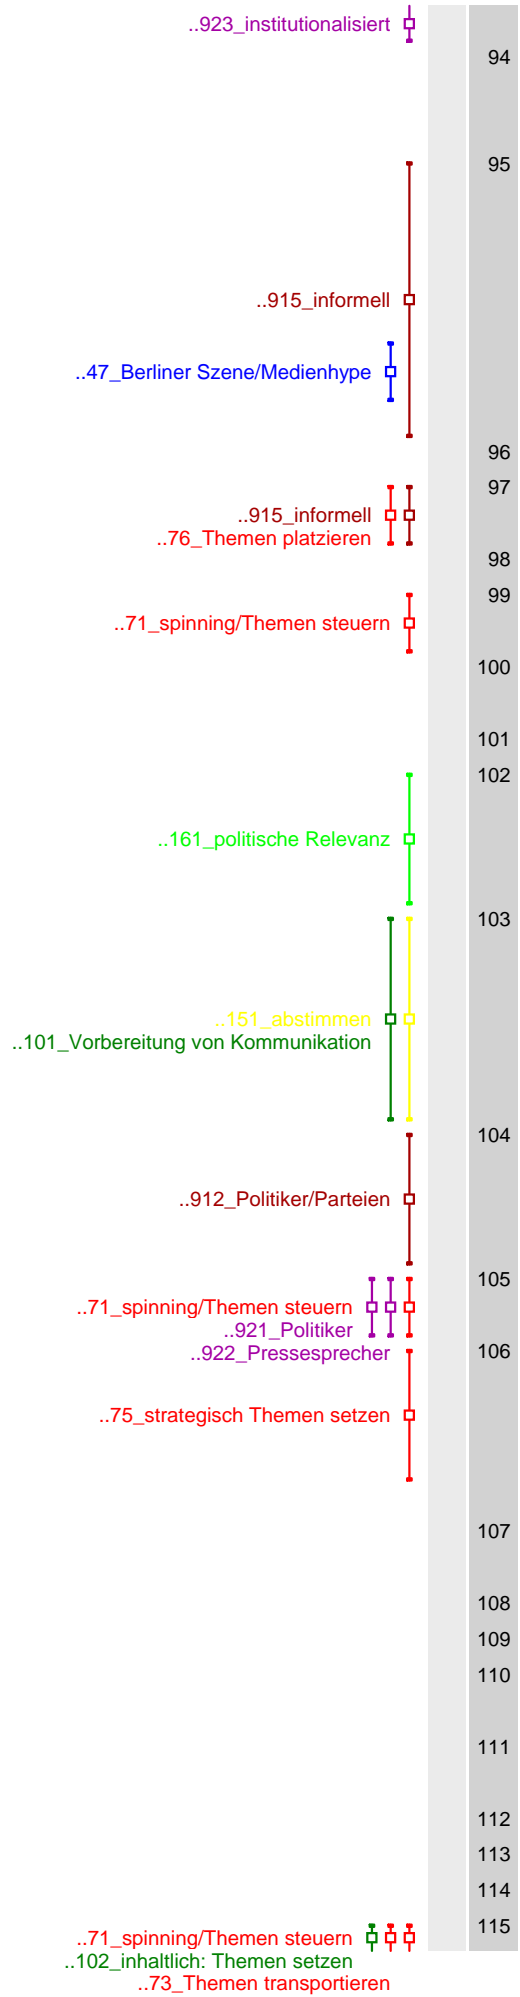 ..923_institutionalisiert
94
95
..915_informell
..47_Berliner Szene/Medienhype
96
97
..915_informell
..76_Themen platzieren
98
99
..71_spinning/Themen steuern
100
101
102
..161_politische Relevanz
103
..151_abstimmen
..101_Vorbereitung von Kommunikation
104
..912_Politiker/Parteien
105
..71_spinning/Themen steuern
..921_Politiker
..922_Pressesprecher
106
..75_strategisch Themen setzen
107
108
109
110
111
112
113
114
115
..71_spinning/Themen steuern
..102_inhaltlich: Themen setzen
..73_Themen transportieren